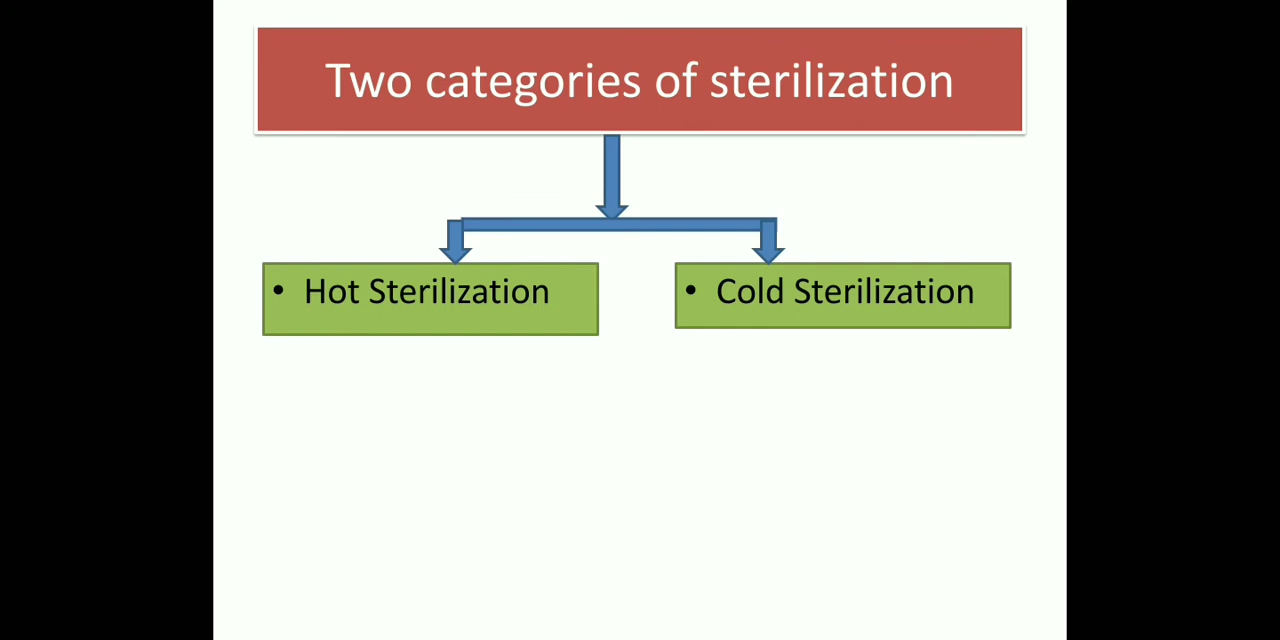 Two categories of sterilization
• Hot Sterilization
• Cold Sterilization